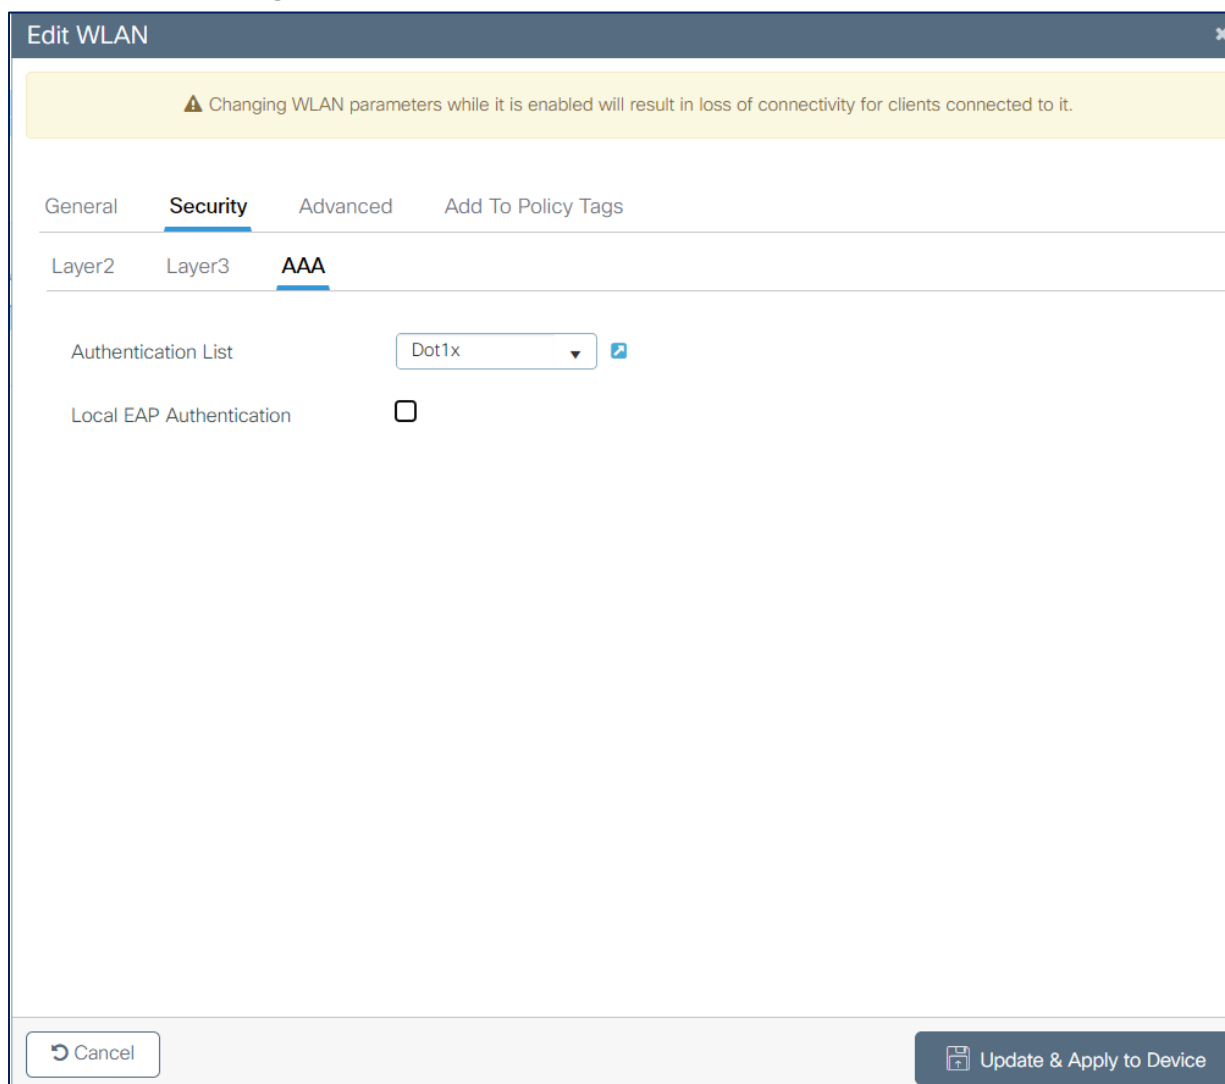 Edit WLAN
Changing WLAN parameters while it is enabled will result in loss of connectivity for clients connected to it.
General Security Advanced Add To Policy Tags
Layer2 Layer3 AAA
Authentication List Dot1x
Local EAP Authentication
Cancel Update & Apply to Device